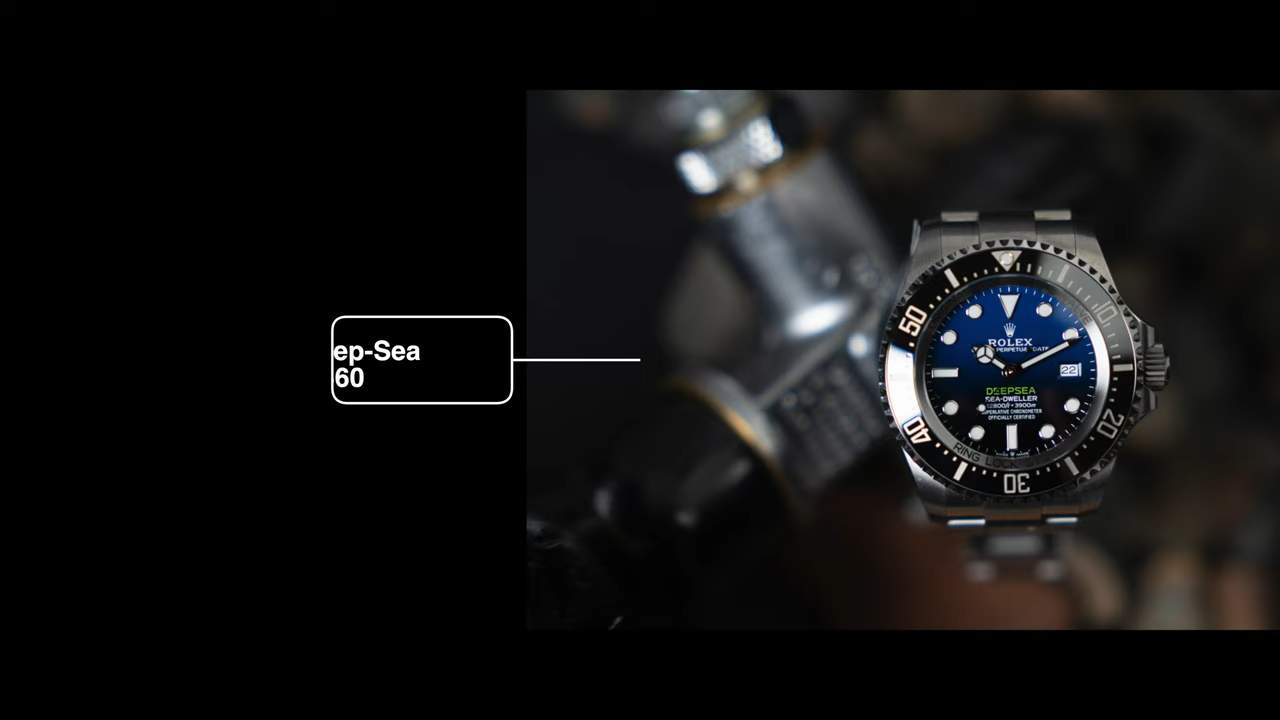 ep-Sea
60
ROLEX
PERPETUAL DATE
22
DEEPSEA
SEA-DWELLER
12800ft = 3900m
SUPERLATIVE CHRONOMETER
OFFICIALLY CERTIFIED
RING LOCK
10
20
30
40
50